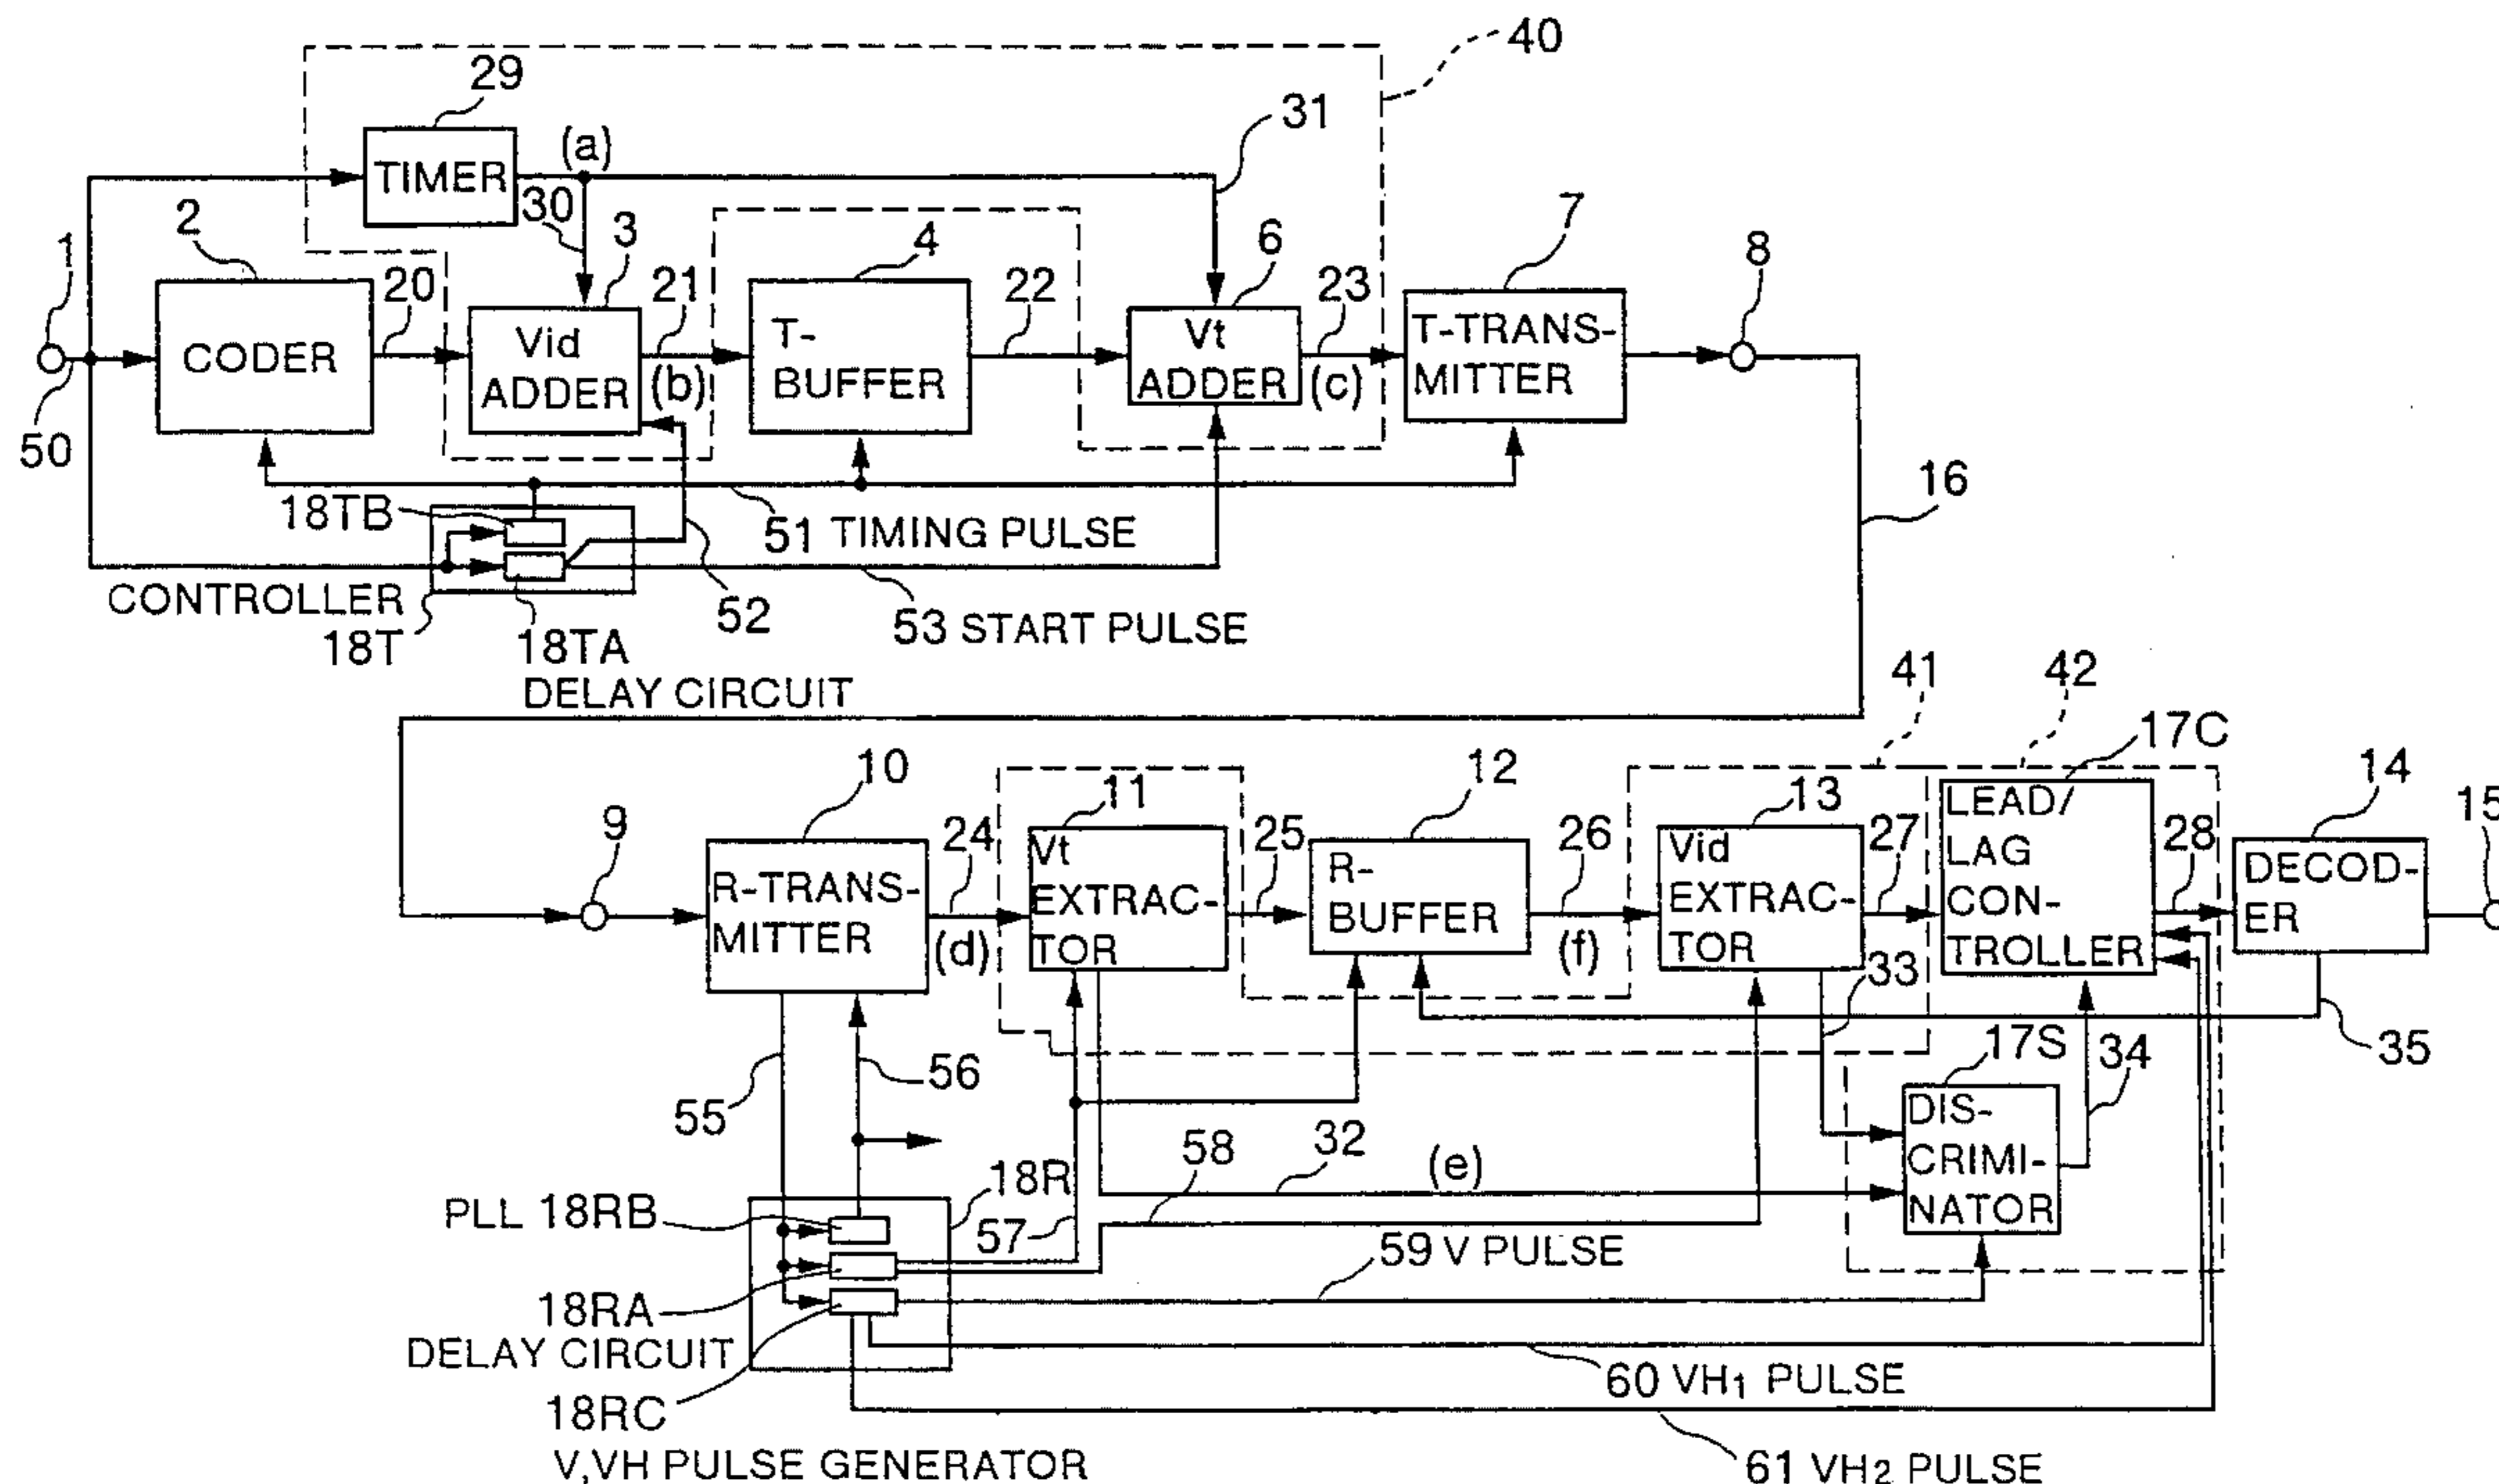 40
29
31
(a)
TIMER
30
7
1
2
3
4
6
8
20
21
22
23
CODER
Vid
ADDER
T-
BUFFER
Vt
ADDER
T-TRANS-
MITTER
(b)
(c)
50
16
18TB
51 TIMING PULSE
CONTROLLER
18T
18TA
52
53 START PULSE
DELAY CIRCUIT
41
42
17C
10
11
12
13
14
15
9
24
25
26
27
28
R-TRANS-
MITTER
Vt
EXTRAC-
TOR
R-
BUFFER
Vid
EXTRAC-
TOR
LEAD/
LAG
CON-
TROLLER
DECOD-
ER
(d)
(f)
33
17S
34
35
55
56
DIS-
CRIMI-
NATOR
58
32
(e)
18R
PLL 18RB
57
59 V PULSE
18RA
DELAY CIRCUIT
60 VH1 PULSE
18RC
V,VH PULSE GENERATOR
61 VH2 PULSE